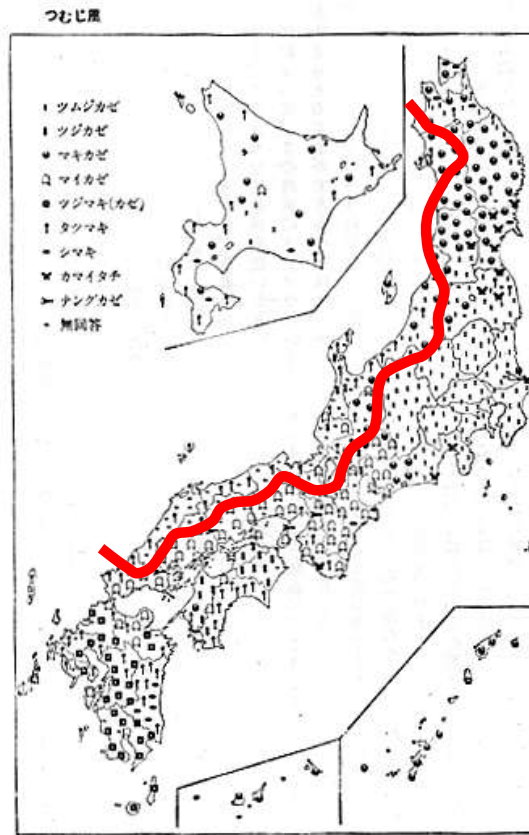 つむじ風
ツムジカゼ
ツジカゼ
マキカゼ
マイカゼ
ツジマキ(カゼ)
タツマキ
シマキ
カマイタチ
テングカゼ
無回答